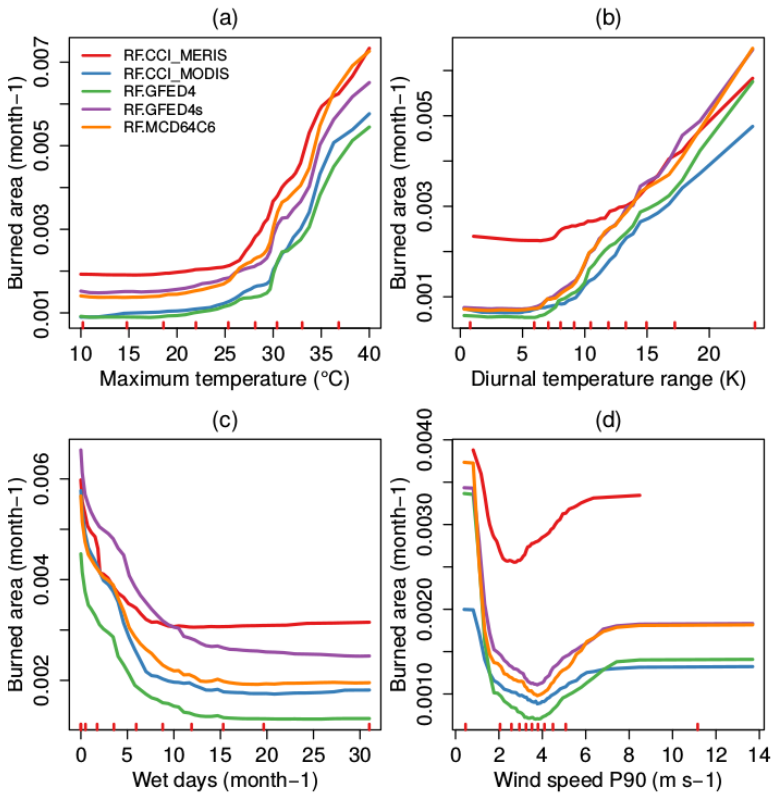 (a)
0.001 0.003 0.005 0.007
Burned area (month−1)
RF.CCI_MERIS
RF.CCI_MODIS
RF.GFED4
RF.GFED4s
RF.MCD64C6
10 15 20 25 30 35 40
Maximum temperature (°C)
(b)
0.001 0.003 0.005
Burned area (month−1)
0 5 10 15 20
Diurnal temperature range (K)
(c)
0.002 0.004 0.006
Burned area (month−1)
0 5 10 15 20 25 30
Wet days (month−1)
(d)
0.0010 0.0020 0.0030 0.0040
Burned area (month−1)
0 2 4 6 8 10 12 14
Wind speed P90 (m s−1)